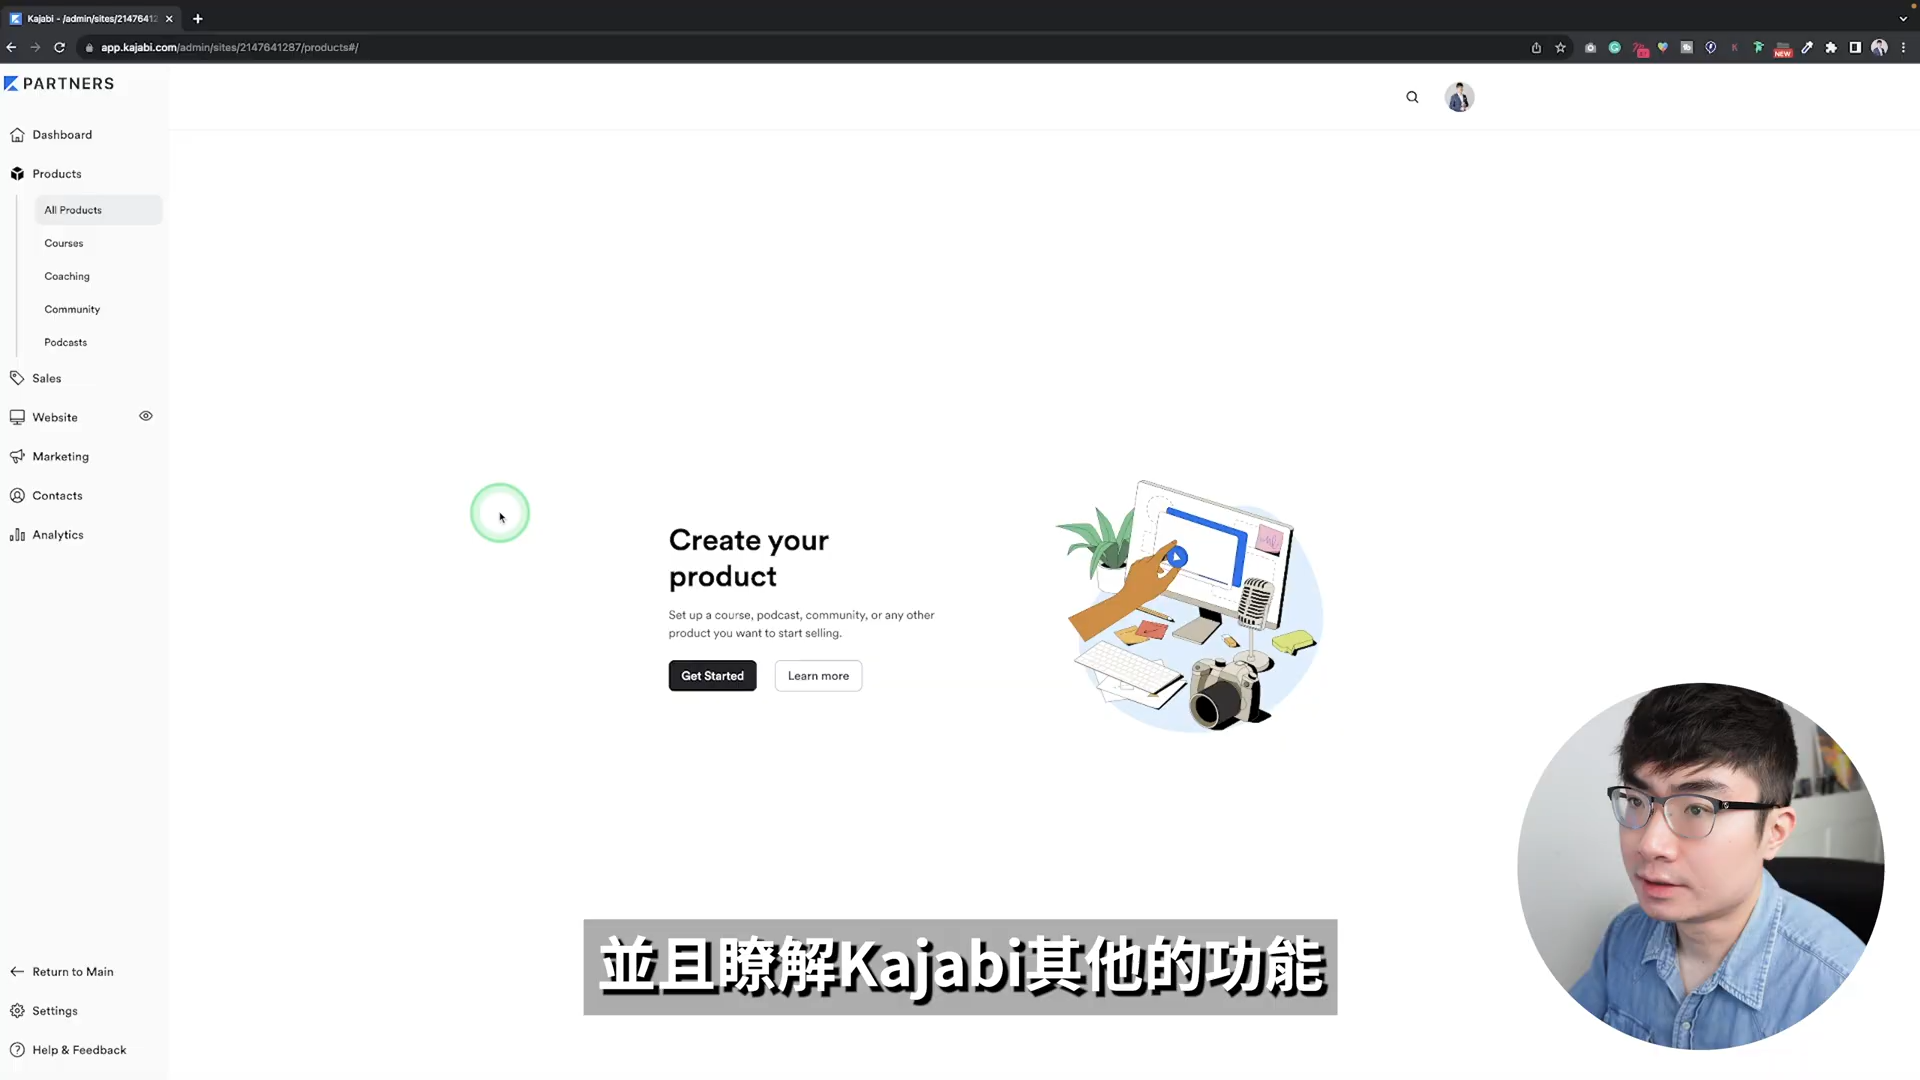 Kajabi - /admin/sites/2147641
app.kajabi.com/admin/sites/2147641287/products#/
NEW
PARTNERS
Dashboard
Products
All Products
Courses
Coaching
Community
Podcasts
Sales
Website
Marketing
Contacts
Analytics
Create your
product
Set up a course, podcast, community, or any other
product you want to start selling.
Get Started
Learn more
並且瞭解Kajabi其他的功能
Return to Main
Settings
Help & Feedback